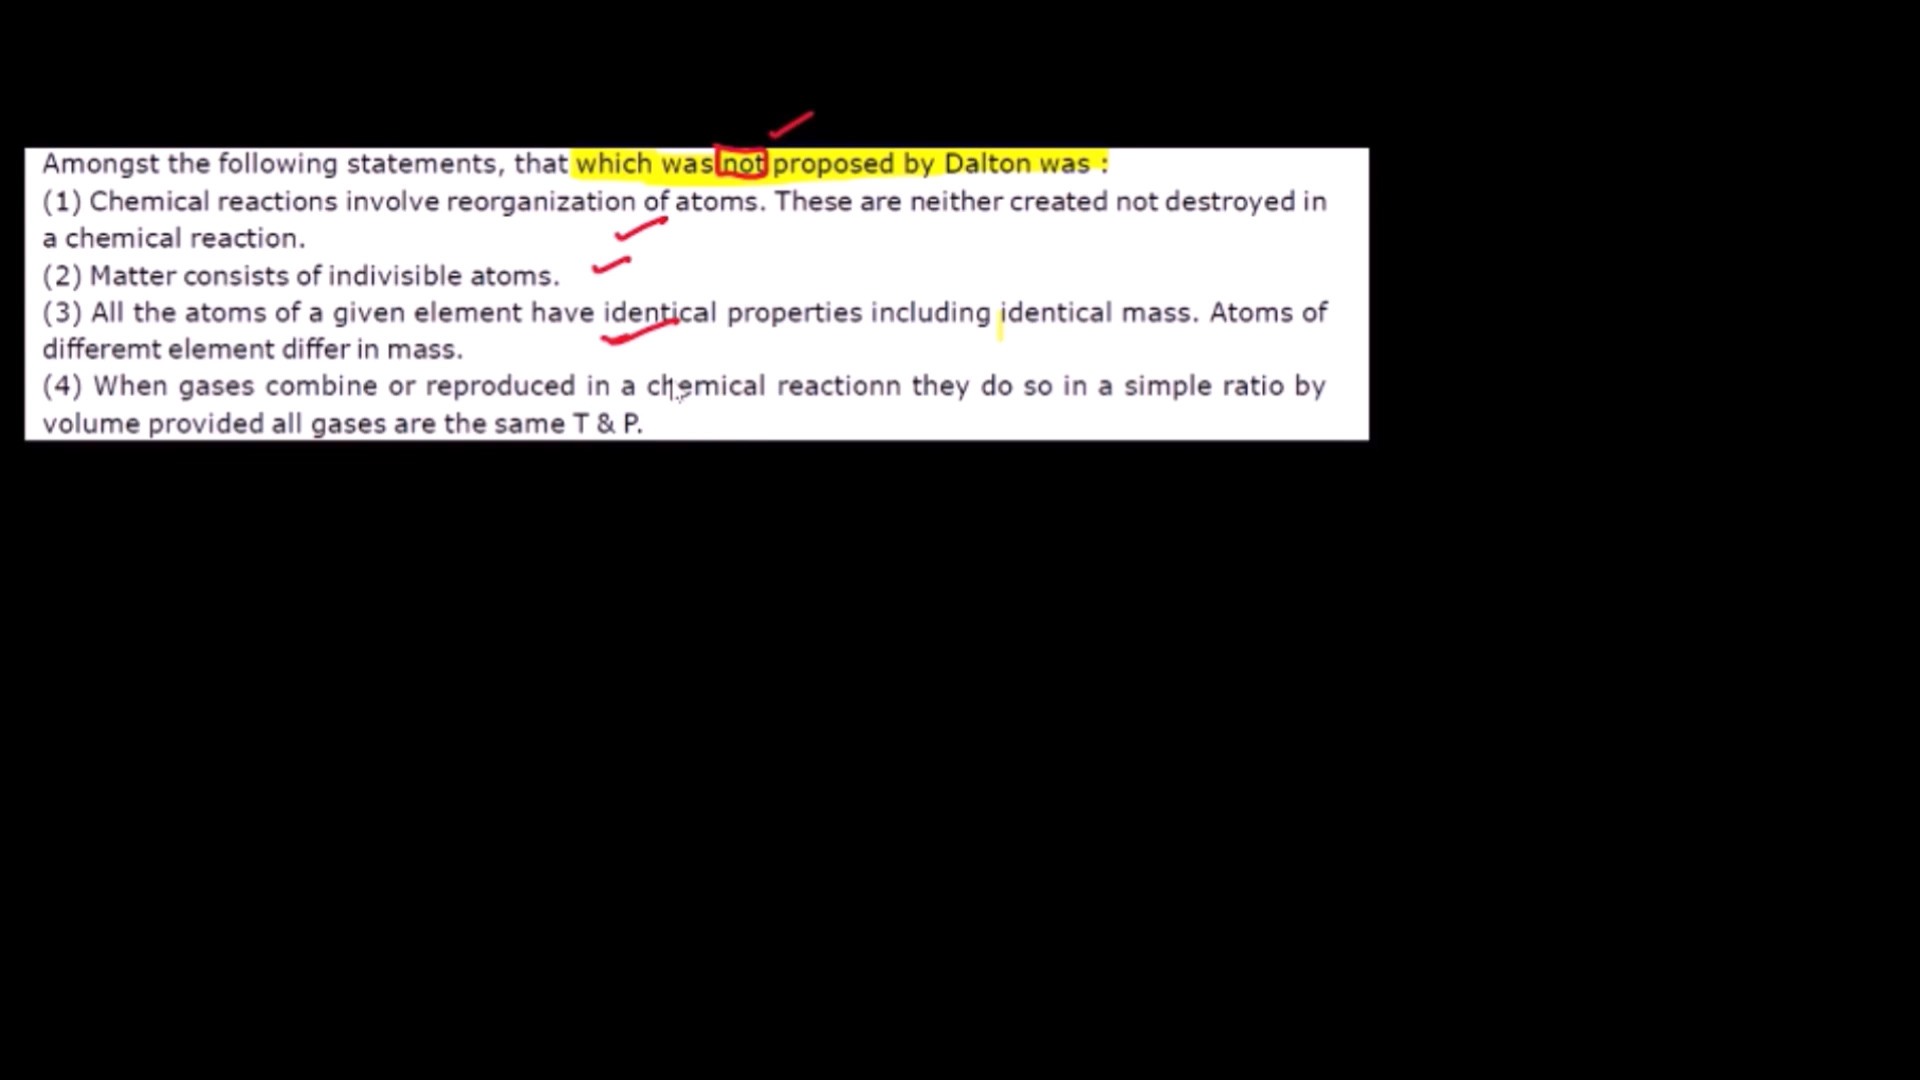 Amongst the following statements, that which was not proposed by Dalton was :
(1) Chemical reactions involve reorganization of atoms. These are neither created not destroyed in
a chemical reaction.
(2) Matter consists of indivisible atoms.
(3) All the atoms of a given element have identical properties including identical mass. Atoms of
differemt element differ in mass.
(4) When gases combine or reproduced in a chemical reactionn they do so in a simple ratio by
volume provided all gases are the same T & P.